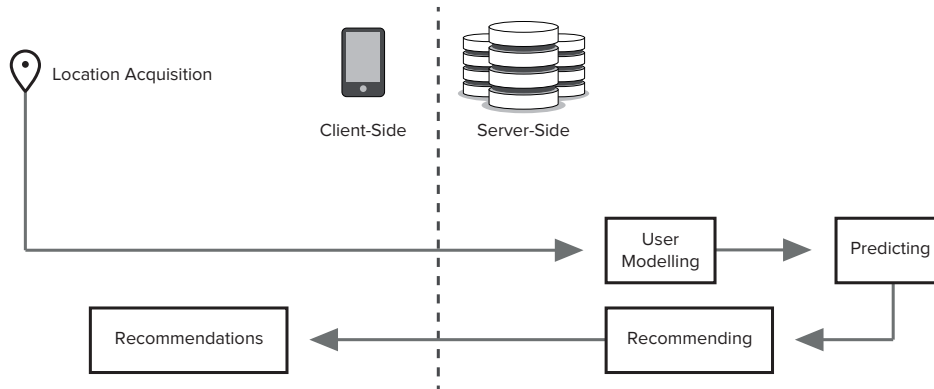 Location Acquisition
Client-Side
Server-Side
User
Modelling
Predicting
Recommendations
Recommending